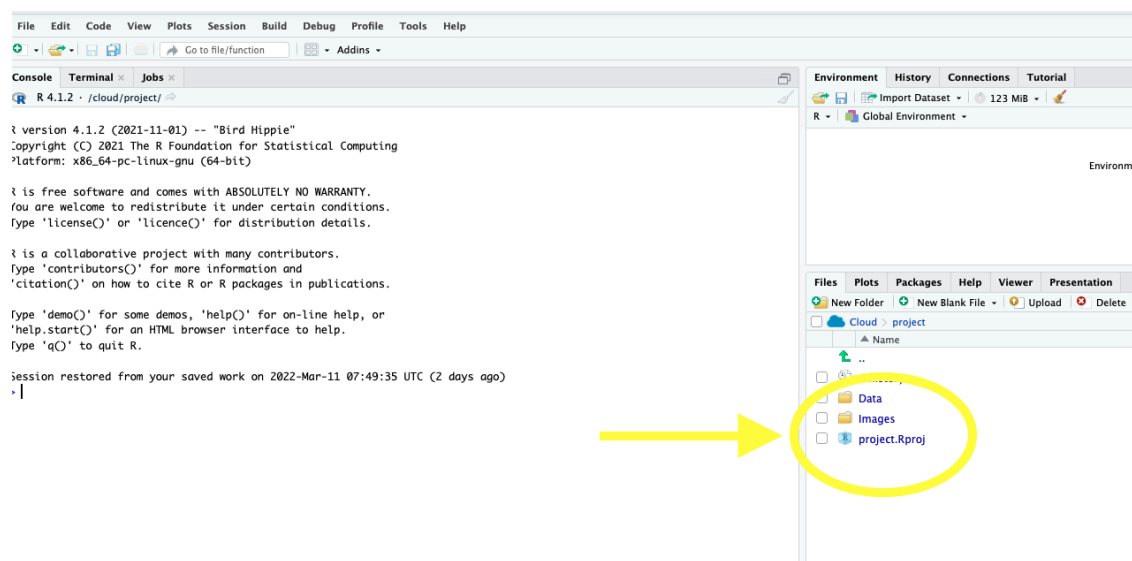 File Edit Code View Plots Session Build Debug Profile Tools Help
Go to file/function Addins
Console Terminal Jobs
R 4.1.2 · /cloud/project/
R version 4.1.2 (2021-11-01) -- "Bird Hippie"
Copyright (C) 2021 The R Foundation for Statistical Computing
Platform: x86_64-pc-linux-gnu (64-bit)
R is free software and comes with ABSOLUTELY NO WARRANTY.
You are welcome to redistribute it under certain conditions.
Type 'license()' or 'licence()' for distribution details.
R is a collaborative project with many contributors.
Type 'contributors()' for more information and
'citation()' on how to cite R or R packages in publications.
Type 'demo()' for some demos, 'help()' for on-line help, or
'help.start()' for an HTML browser interface to help.
Type 'q()' to quit R.
Session restored from your saved work on 2022-Mar-11 07:49:35 UTC (2 days ago)
>
Environment History Connections Tutorial
Import Dataset 123 MiB
R Global Environment
Environm
Files Plots Packages Help Viewer Presentation
New Folder New Blank File Upload Delete
Cloud > project
Name
..
Data
Images
project.Rproj